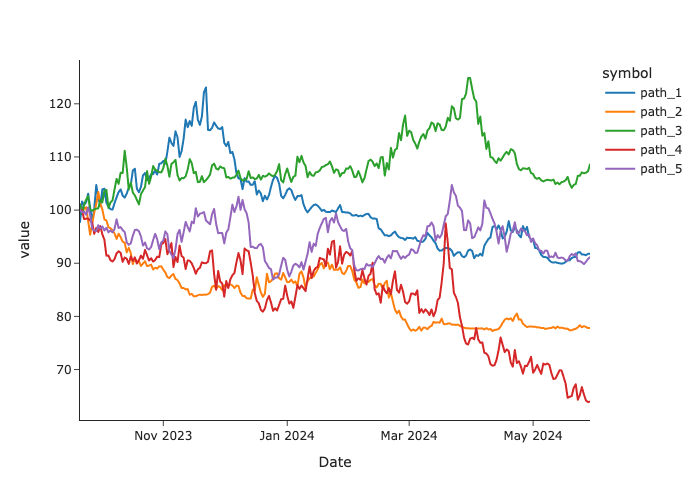 symbol
path_1
path_2
path_3
path_4
path_5
120
110
100
90
80
70
value
Nov 2023
Jan 2024
Mar 2024
May 2024
Date